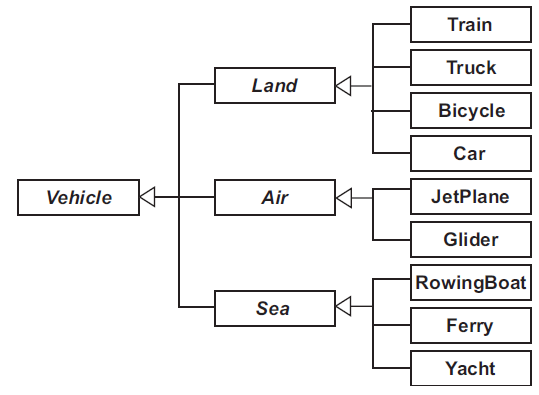 Train
Truck
Land
Bicycle
Car
Vehicle
Air
JetPlane
Glider
RowingBoat
Sea
Ferry
Yacht